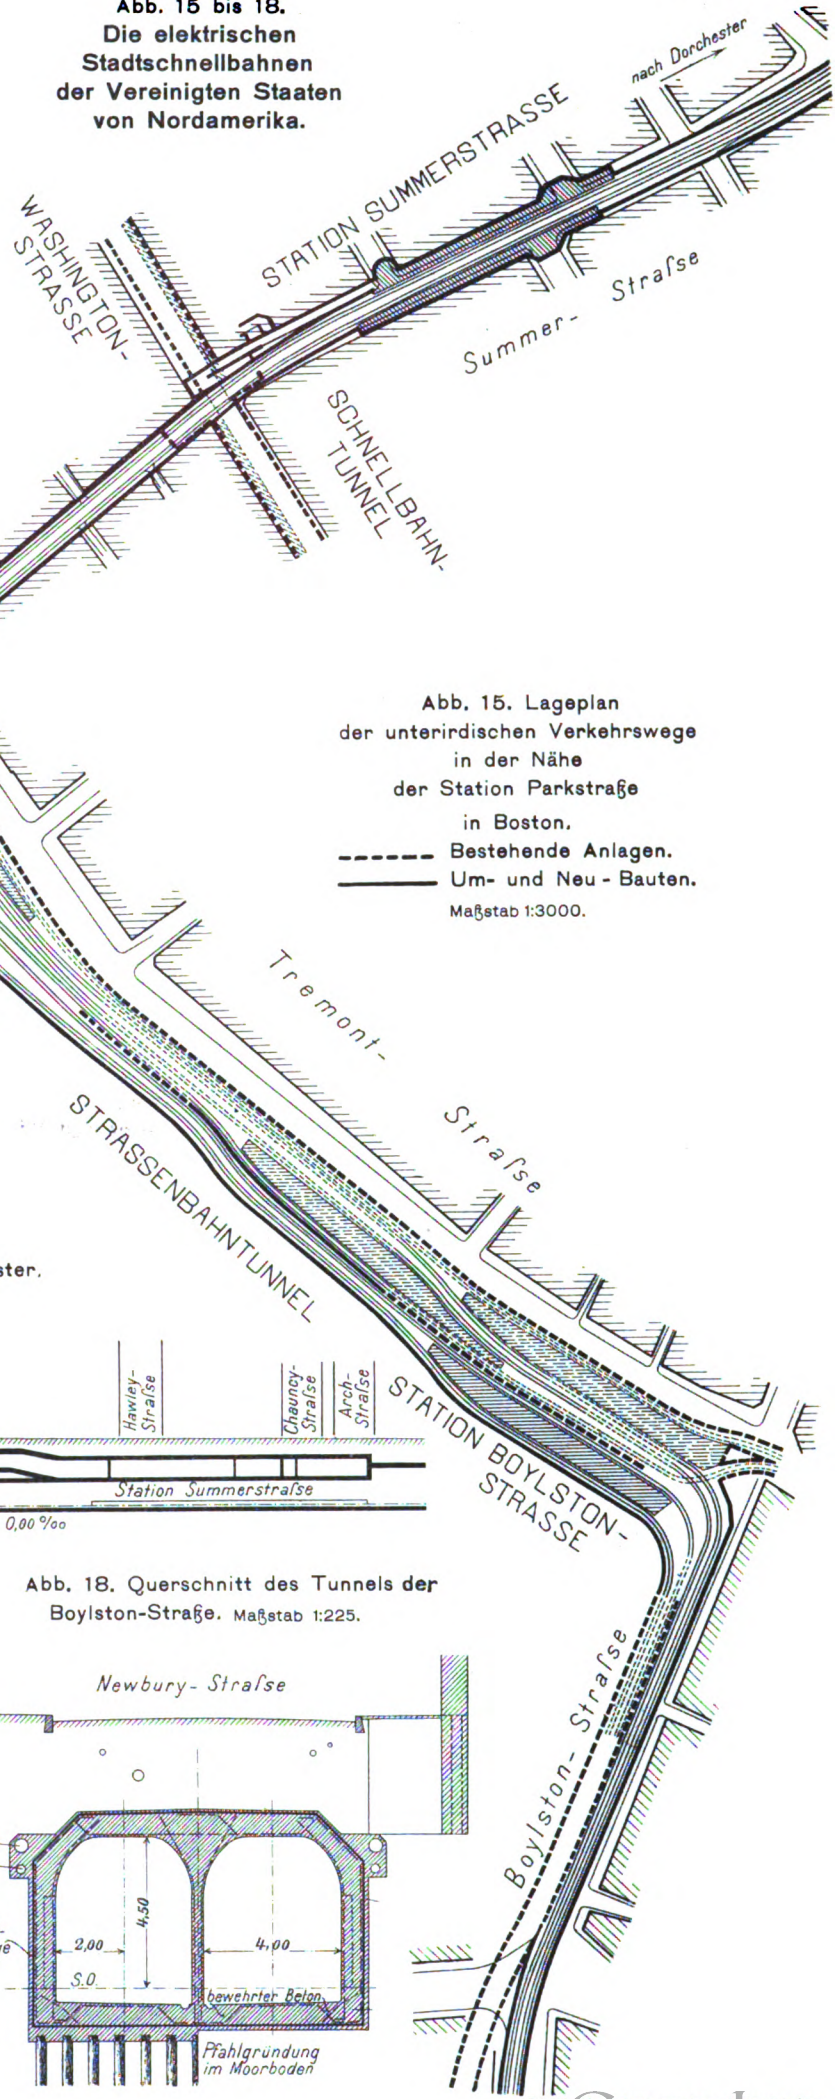 Abb. 15 bis 18.
Die elektrischen
Stadtschnellbahnen
der Vereinigten Staaten
von Nordamerika.
nach Dorchester
STATION SUMMERSTRASSE
WASHINGTON-
STRASSE
Summer- Straſse
SCHNELLBAHN-
TUNNEL
Abb. 15. Lageplan
der unterirdischen Verkehrswege
in der Nähe
der Station Parkstraße
in Boston.
Bestehende Anlagen.
Um- und Neu-Bauten.
Maßstab 1:3000.
Tremont-
Straſse
STRASSENBAHNTUNNEL
ster.
Hawley-
Straſse
Chauncy-
Straſse
Arch-
Straſse
Station Summerstraſse
0,00 ‰
STATION BOYLSTON-
STRASSE
Abb. 18. Querschnitt des Tunnels der
Boylston-Straße. Maßstab 1:225.
Newbury-Straſse
Boylston-Straſse
4,50
2,00
4,00
S.O.
bewehrter Beton
Pfahlgründung
im Moorboden